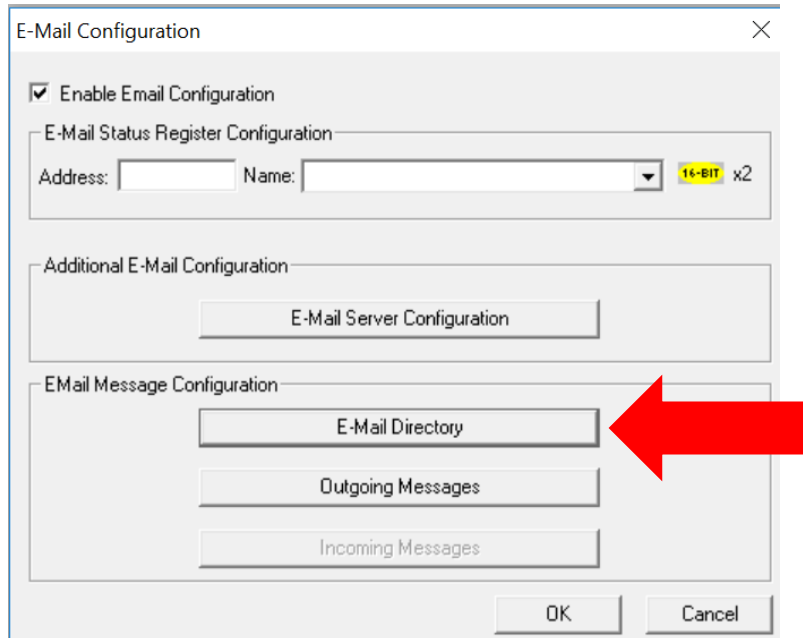 E-Mail Configuration
Enable Email Configuration
E-Mail Status Register Configuration
Address: Name: 16-BIT x2
Additional E-Mail Configuration
E-Mail Server Configuration
EMail Message Configuration
E-Mail Directory
Outgoing Messages
Incoming Messages
OK Cancel